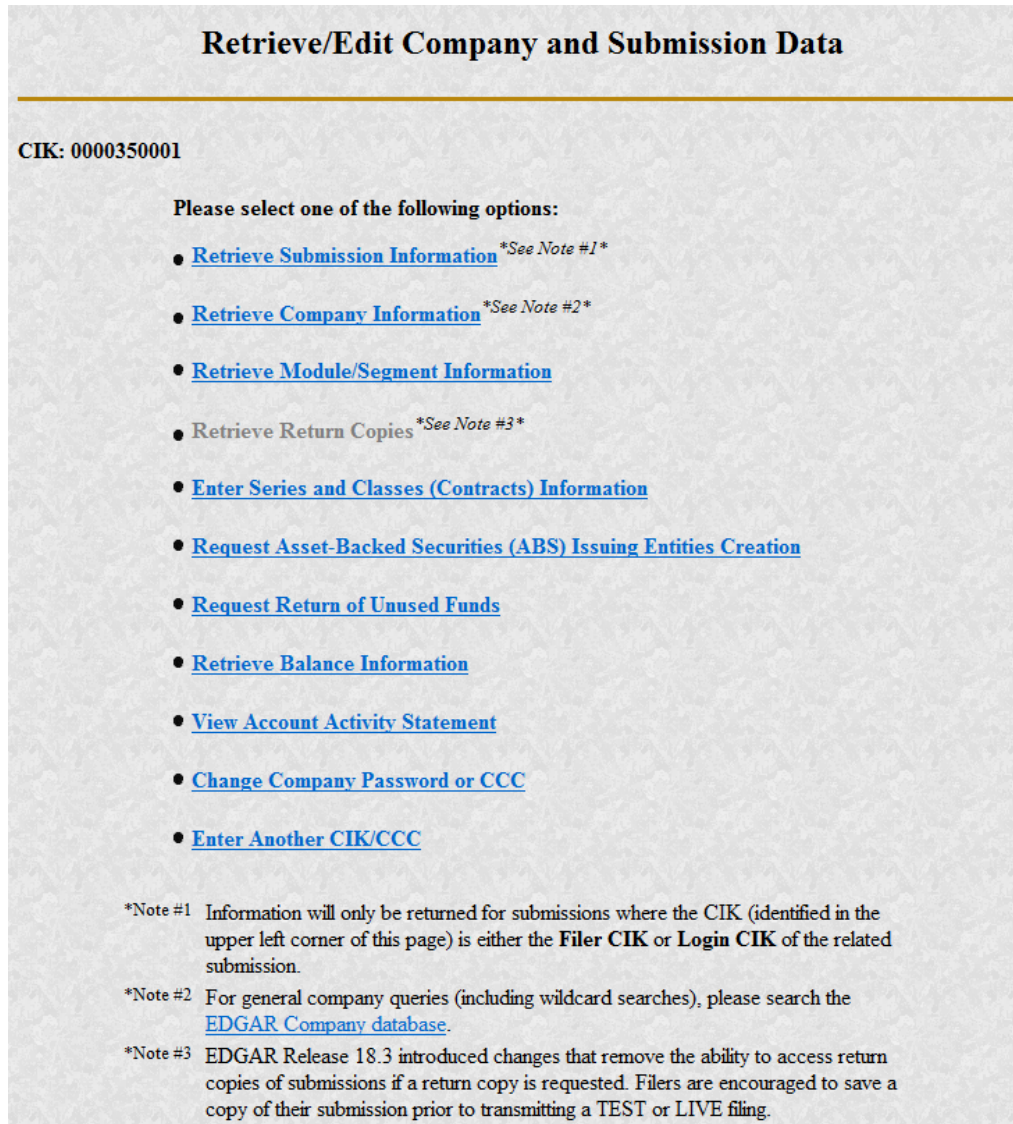 Retrieve/Edit Company and Submission Data
CIK: 0000350001
Please select one of the following options:
Retrieve Submission Information *See Note #1*
Retrieve Company Information *See Note #2*
Retrieve Module/Segment Information
Retrieve Return Copies *See Note #3*
Enter Series and Classes (Contracts) Information
Request Asset-Backed Securities (ABS) Issuing Entities Creation
Request Return of Unused Funds
Retrieve Balance Information
View Account Activity Statement
Change Company Password or CCC
Enter Another CIK/CCC
*Note #1 Information will only be returned for submissions where the CIK (identified in the
upper left corner of this page) is either the Filer CIK or Login CIK of the related
submission.
*Note #2 For general company queries (including wildcard searches), please search the
EDGAR Company database.
*Note #3 EDGAR Release 18.3 introduced changes that remove the ability to access return
copies of submissions if a return copy is requested. Filers are encouraged to save a
copy of their submission prior to transmitting a TEST or LIVE filing.